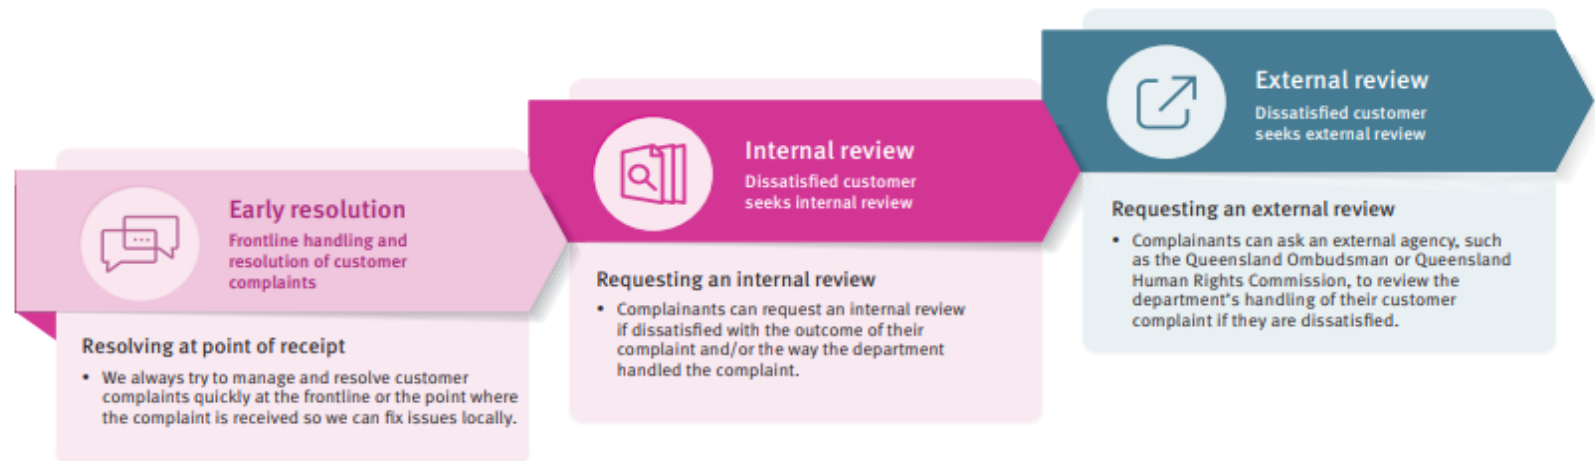 Early resolution
Frontline handling and
resolution of customer
complaints
Resolving at point of receipt
• We always try to manage and resolve customer
complaints quickly at the frontline or the point where
the complaint is received so we can fix issues locally.
Internal review
Dissatisfied customer
seeks internal review
Requesting an internal review
• Complainants can request an internal review
if dissatisfied with the outcome of their
complaint and/or the way the department
handled the complaint.
External review
Dissatisfied customer
seeks external review
Requesting an external review
• Complainants can ask an external agency, such
as the Queensland Ombudsman or Queensland
Human Rights Commission, to review the
department's handling of their customer
complaint if they are dissatisfied.